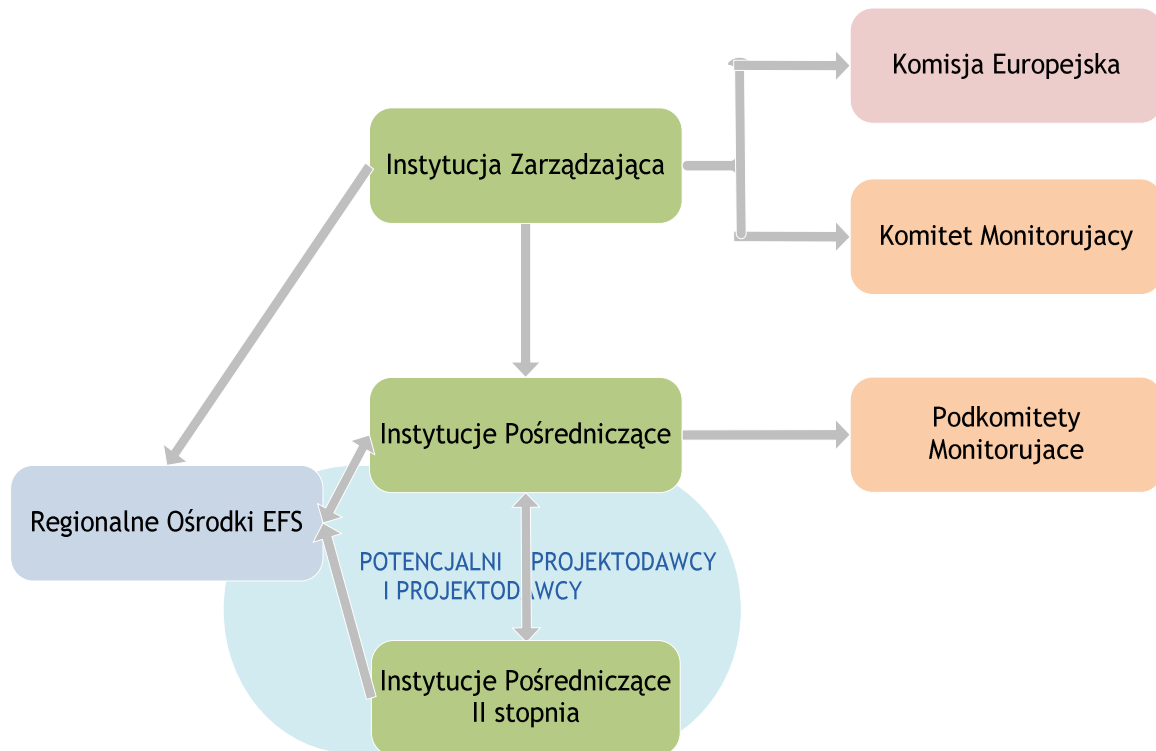 Komisja Europejska
Instytucja Zarządzająca
Komitet Monitorujacy
Instytucje Pośredniczące
Podkomitety
Monitorujace
Regionalne Ośrodki EFS
POTENCJALNI PROJEKTODAWCY
I PROJEKTODAWCY
Instytucje Pośredniczące
II stopnia